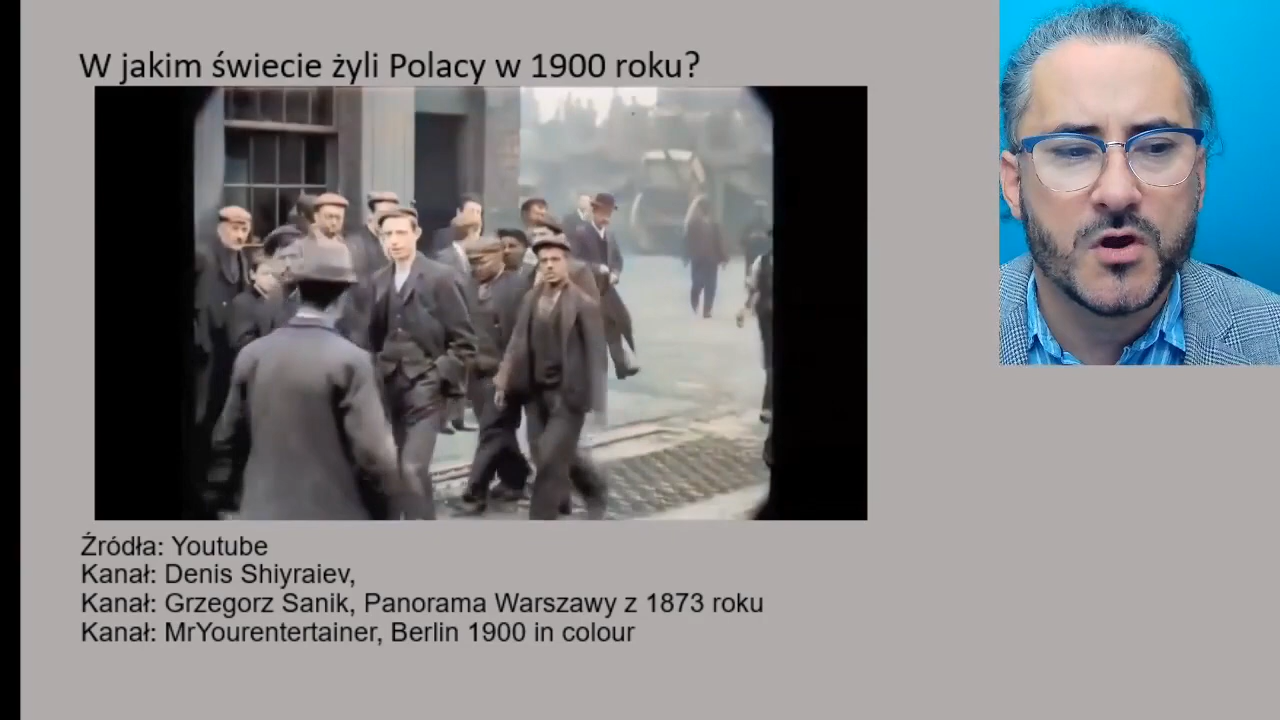 W jakim świecie żyli Polacy w 1900 roku?
Źródła: Youtube
Kanał: Denis Shiyraiev,
Kanał: Grzegorz Sanik, Panorama Warszawy z 1873 roku
Kanał: MrYourentertainer, Berlin 1900 in colour